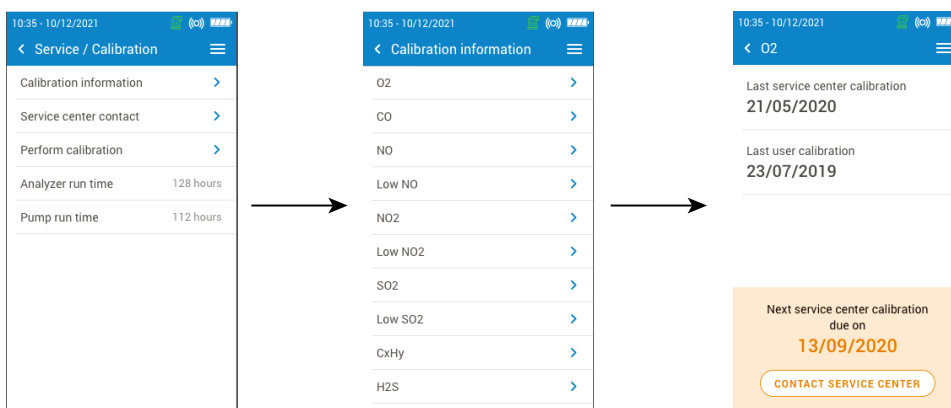 10:35 - 10/12/2021
Service / Calibration
Calibration information
Service center contact
Perform calibration
Analyzer run time 128 hours
Pump run time 112 hours
10:35 - 10/12/2021
Calibration information
O2
CO
NO
Low NO
NO2
Low NO2
SO2
Low SO2
CxHy
H2S
10:35 - 10/12/2021
O2
Last service center calibration
21/05/2020
Last user calibration
23/07/2019
Next service center calibration
due on
13/09/2020
CONTACT SERVICE CENTER